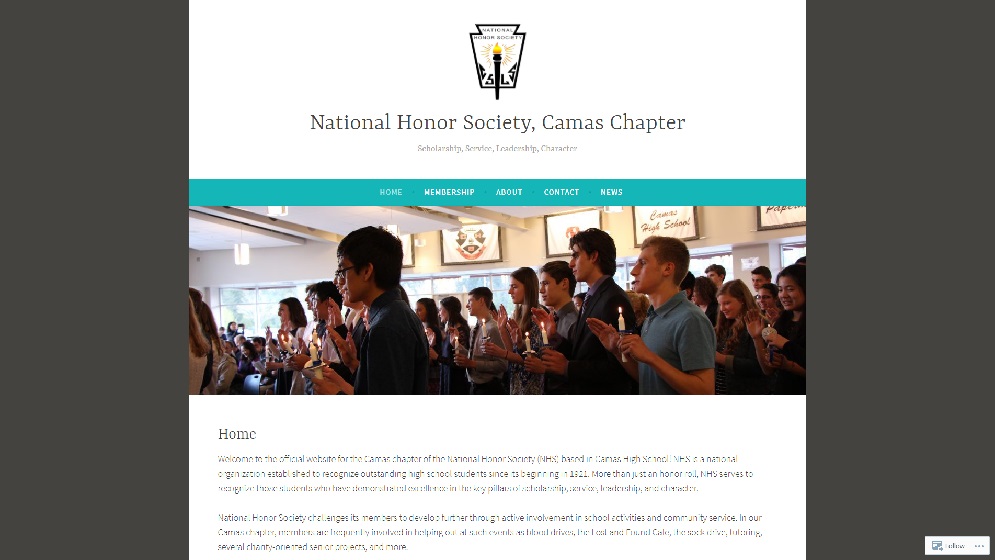 NATIONAL
HONOR SOCIETY
S L
National Honor Society, Camas Chapter
Scholarship, Service, Leadership, Character
HOME MEMBERSHIP ABOUT CONTACT NEWS
Camas
High School
Papermakers
Home
Welcome to the official website for the Camas chapter of the National Honor Society (NHS) based in Camas High School! NHS is a national
organization established to recognize outstanding high school students since its beginning in 1921. More than just an honor roll, NHS serves to
recognize those students who have demonstrated excellence in the key pillars of scholarship, service, leadership, and character.
National Honor Society challenges its members to develop further through active involvement in school activities and community service. In our
Camas chapter, members are frequently involved in helping out at such events as blood drives, the Lost and Found Cafe, the sock drive, tutoring,
several charity-oriented senior projects, and more.
Follow